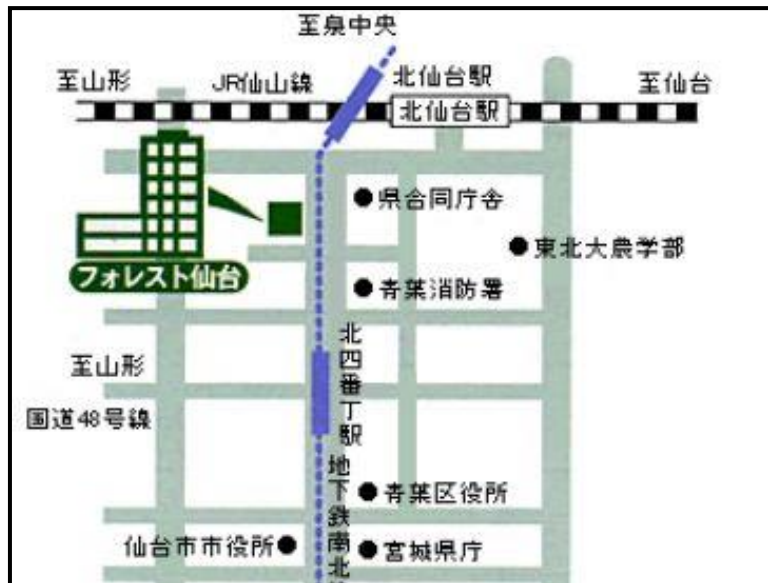 至泉中央
至山形
JR仙山線
北仙台駅
至仙台
北仙台駅
県合同庁舎
東北大農学部
フォレスト仙台
青葉消防署
北四番丁駅
至山形
国道48号線
地下鉄南北
青葉区役所
仙台市市役所
宮城県庁